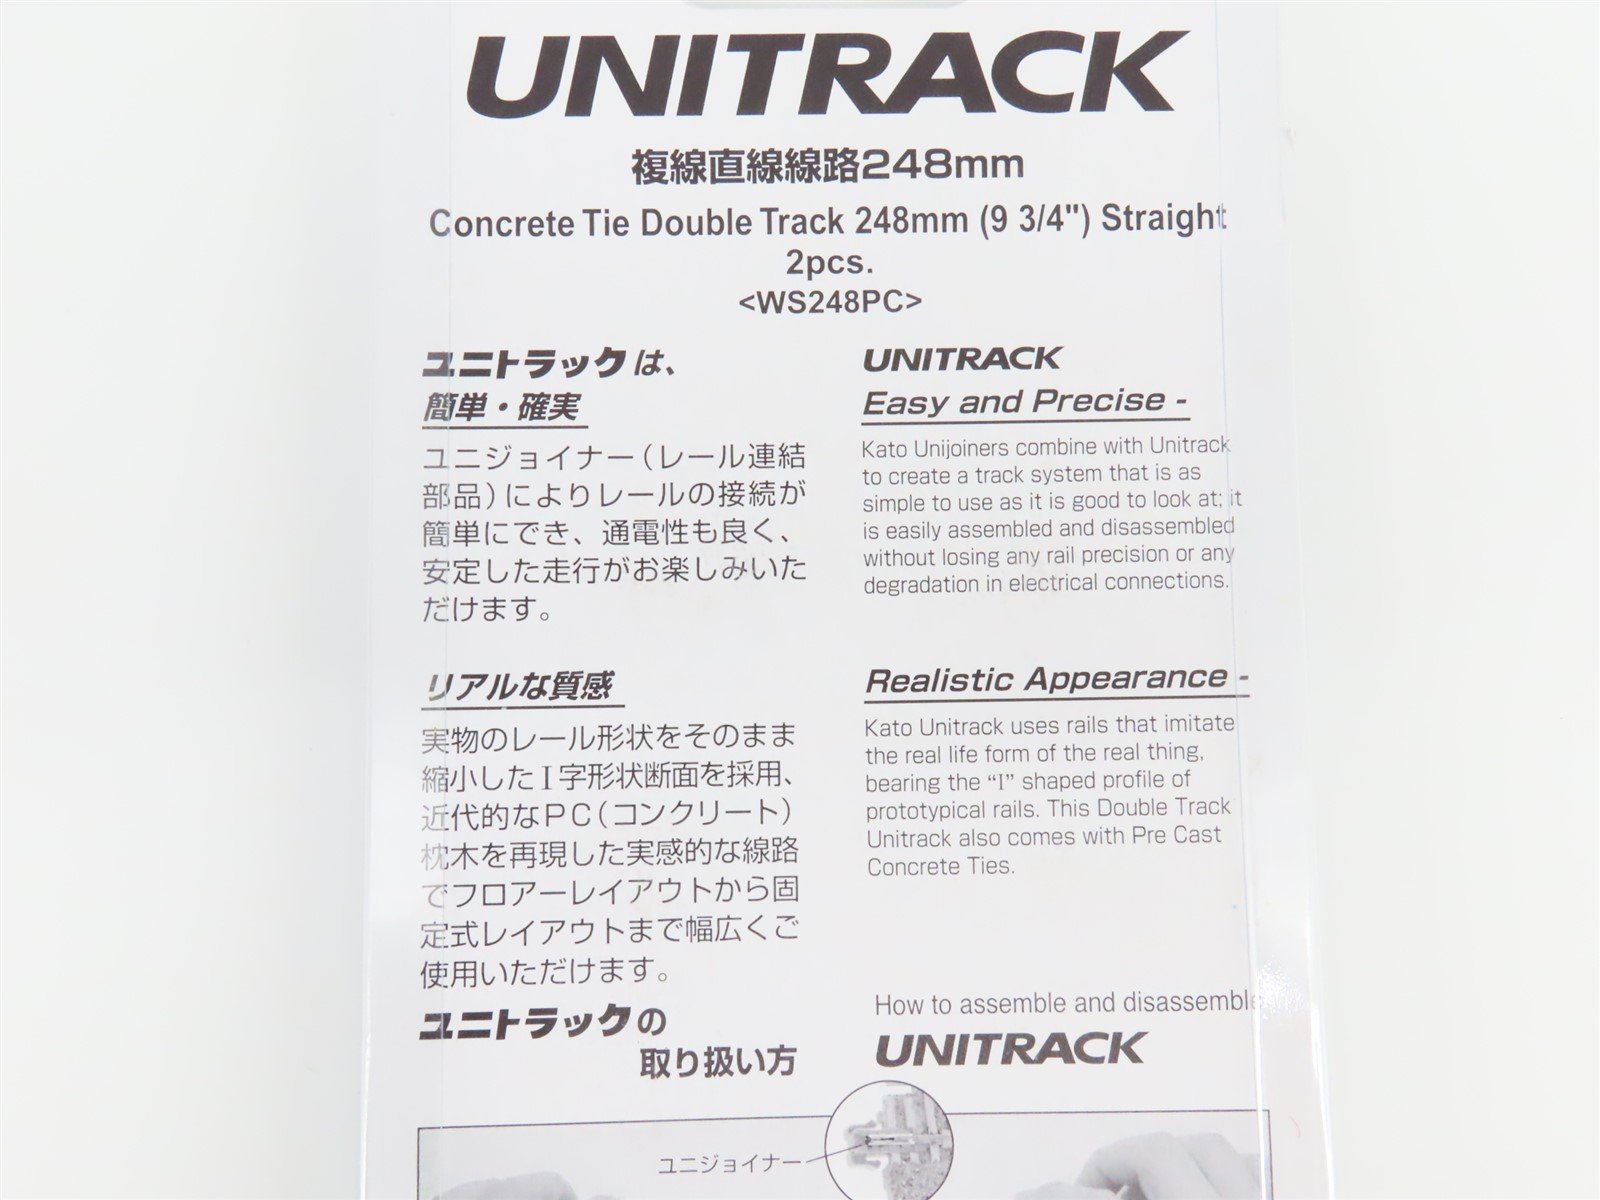 UNITRACK
複線直線線路248mm
Concrete Tie Double Track 248mm (9 3/4") Straight
2pcs.
<WS248PC>
ユニトラックは、
簡単・確実
ユニジョイナー(レール連結
部品)によりレールの接続が
簡単にでき、通電性も良く、
安定した走行がお楽しみいた
だけます。
リアルな質感
実物のレール形状をそのまま
縮小したI字形状断面を採用、
近代的なPC(コンクリート)
枕木を再現した実感的な線路
でフロアーレイアウトから固
定式レイアウトまで幅広くご
使用いただけます。
ユニトラックの
取り扱い方
UNITRACK
Easy and Precise -
Kato Unijoiners combine with Unitrack
to create a track system that is as
simple to use as it is good to look at; it
is easily assembled and disassembled
without losing any rail precision or any
degradation in electrical connections.
Realistic Appearance -
Kato Unitrack uses rails that imitate
the real life form of the real thing,
bearing the “I” shaped profile of
prototypical rails. This Double Track
Unitrack also comes with Pre Cast
Concrete Ties.
How to assemble and disassemble
UNITRACK
ユニジョイナー